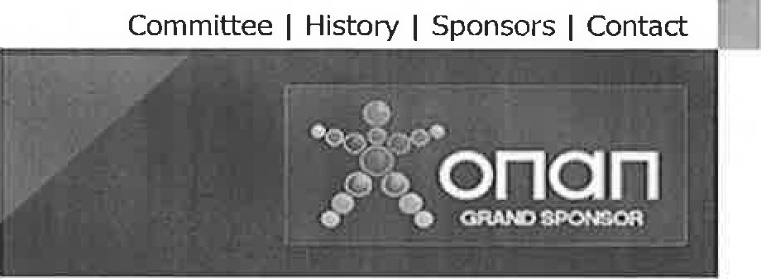 Committee | History | Sponsors | Contact
οπαπ
GRAND SPONSOR